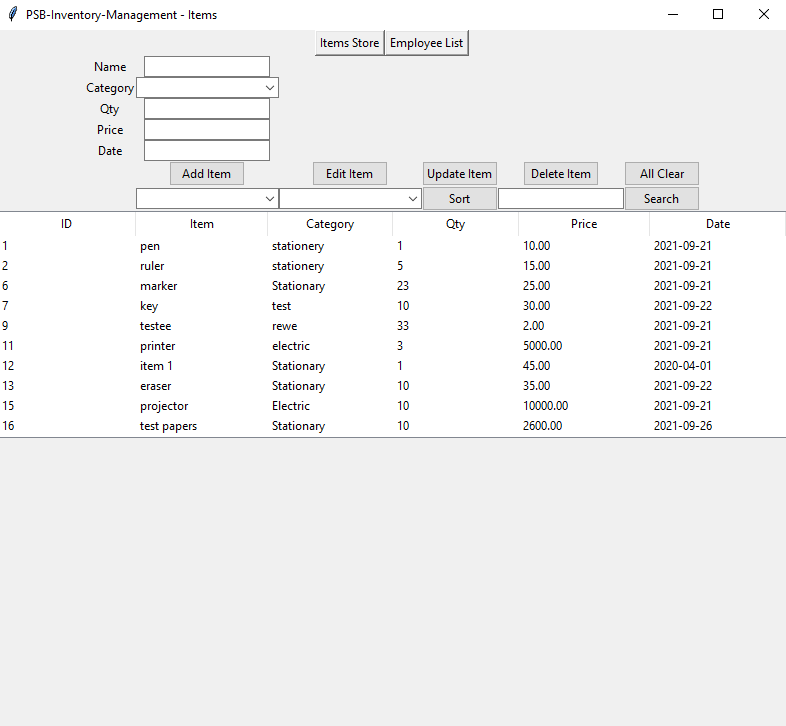 PSB-Inventory-Management - Items
Items Store Employee List
Name
Category
Qty
Price
Date
Add Item Edit Item Update Item Delete Item All Clear
Sort Search
ID Item Category Qty Price Date
1 pen stationery 1 10.00 2021-09-21
2 ruler stationery 5 15.00 2021-09-21
6 marker Stationary 23 25.00 2021-09-21
7 key test 10 30.00 2021-09-22
9 testee rewe 33 2.00 2021-09-21
11 printer electric 3 5000.00 2021-09-21
12 item 1 Stationary 1 45.00 2020-04-01
13 eraser Stationary 10 35.00 2021-09-22
15 projector Electric 10 10000.00 2021-09-21
16 test papers Stationary 10 2600.00 2021-09-26